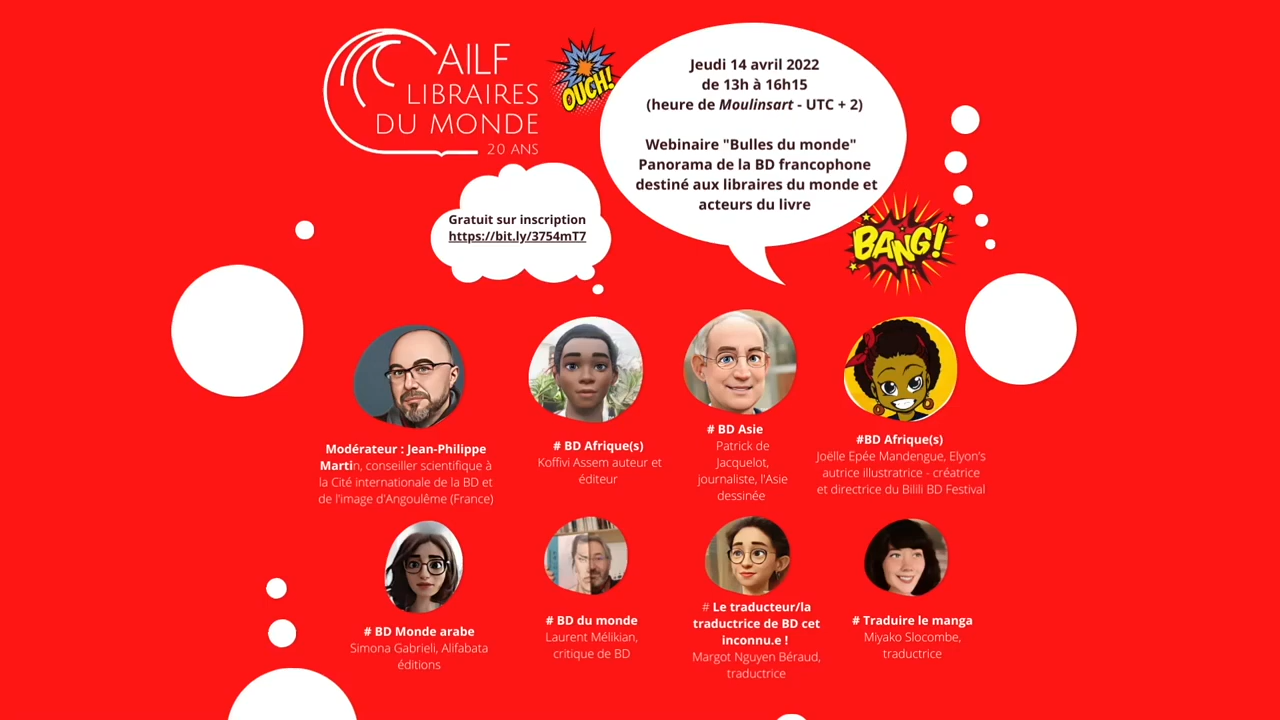 AILF
LIBRAIRES
DU MONDE
20 ANS
OUCH!
Jeudi 14 avril 2022
de 13h à 16h15
(heure de Moulinsart - UTC + 2)
Webinaire "Bulles du monde"
Panorama de la BD francophone
destiné aux libraires du monde et
acteurs du livre
BANG!
Gratuit sur inscription
https://bit.ly/3754mT7
Modérateur : Jean-Philippe
Martin, conseiller scientifique à
la Cité internationale de la BD et
de l'image d'Angoulême (France)
# BD Afrique(s)
Koffivi Assem auteur et
éditeur
# BD Asie
Patrick de
Jacquelot,
journaliste, l'Asie
dessinée
#BD Afrique(s)
Joëlle Epée Mandengue, Elyon's
autrice illustratrice - créatrice
et directrice du Bilili BD Festival
# BD Monde arabe
Simona Gabrieli, Alifabata
éditions
# BD du monde
Laurent Mélikian,
critique de BD
# Le traducteur/la
traductrice de BD cet
inconnu.e !
Margot Nguyen Béraud,
traductrice
# Traduire le manga
Miyako Slocombe,
traductrice